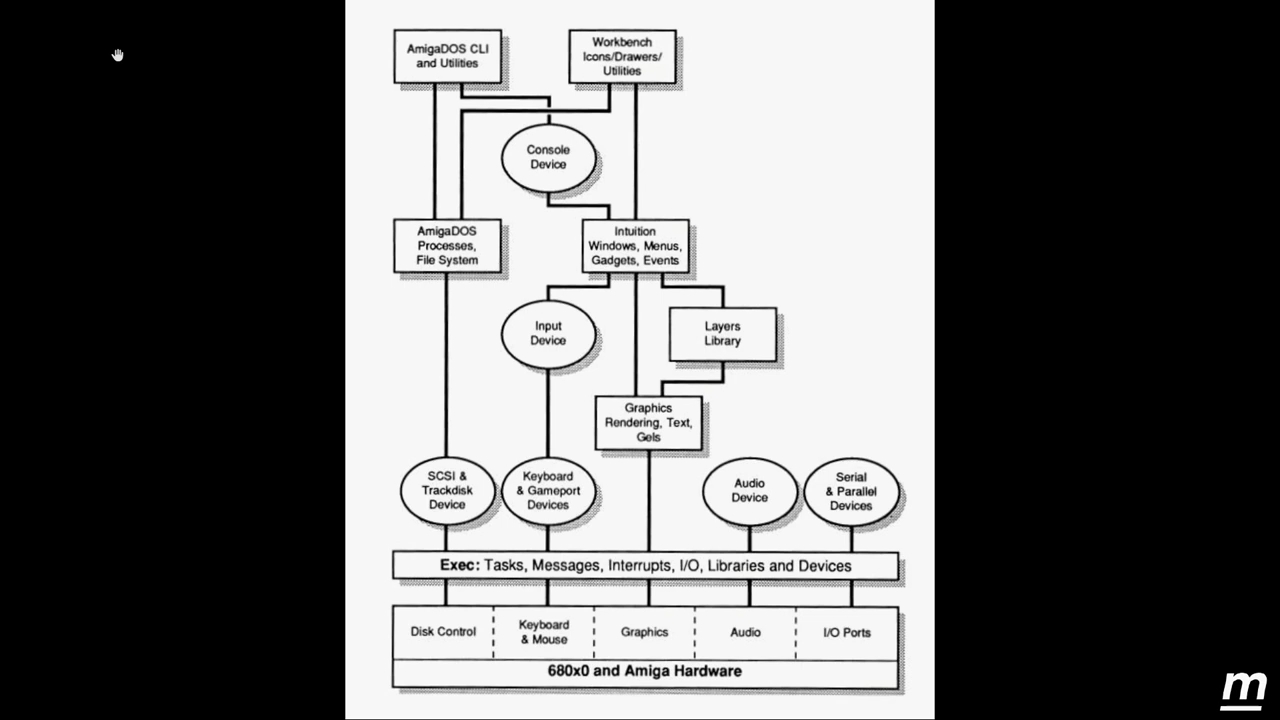 AmigaDOS CLI
and Utilities
Workbench
Icons/Drawers/
Utilities
Console
Device
AmigaDOS
Processes,
File System
Intuition
Windows, Menus,
Gadgets, Events
Input
Device
Layers
Library
Graphics
Rendering, Text,
Gels
SCSI &
Trackdisk
Device
Keyboard
& Gameport
Devices
Audio
Device
Serial
& Parallel
Devices
Exec: Tasks, Messages, Interrupts, I/O, Libraries and Devices
Disk Control
Keyboard
& Mouse
Graphics
Audio
I/O Ports
680x0 and Amiga Hardware
m